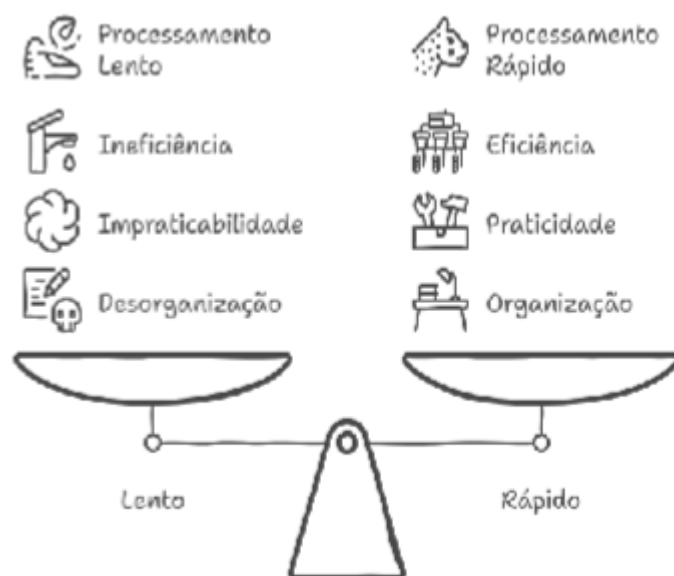 Processamento
Lento
Ineficiência
Impraticabilidade
Desorganização
Processamento
Rápido
Eficiência
Praticidade
Organização
Lento
Rápido